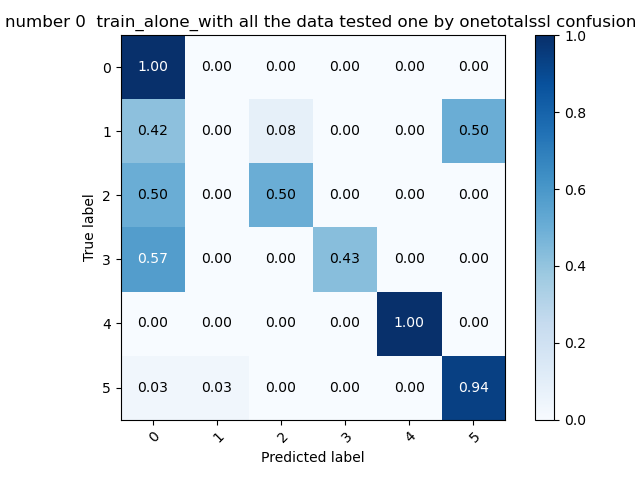 number 0  train_alone_with all the data tested one by onetotalssl confusion
True label
0 1.00 0.00 0.00 0.00 0.00 0.00
1 0.42 0.00 0.08 0.00 0.00 0.50
2 0.50 0.00 0.50 0.00 0.00 0.00
3 0.57 0.00 0.00 0.43 0.00 0.00
4 0.00 0.00 0.00 0.00 1.00 0.00
5 0.03 0.03 0.00 0.00 0.00 0.94
0 1 2 3 4 5
Predicted label
1.0
0.8
0.6
0.4
0.2
0.0